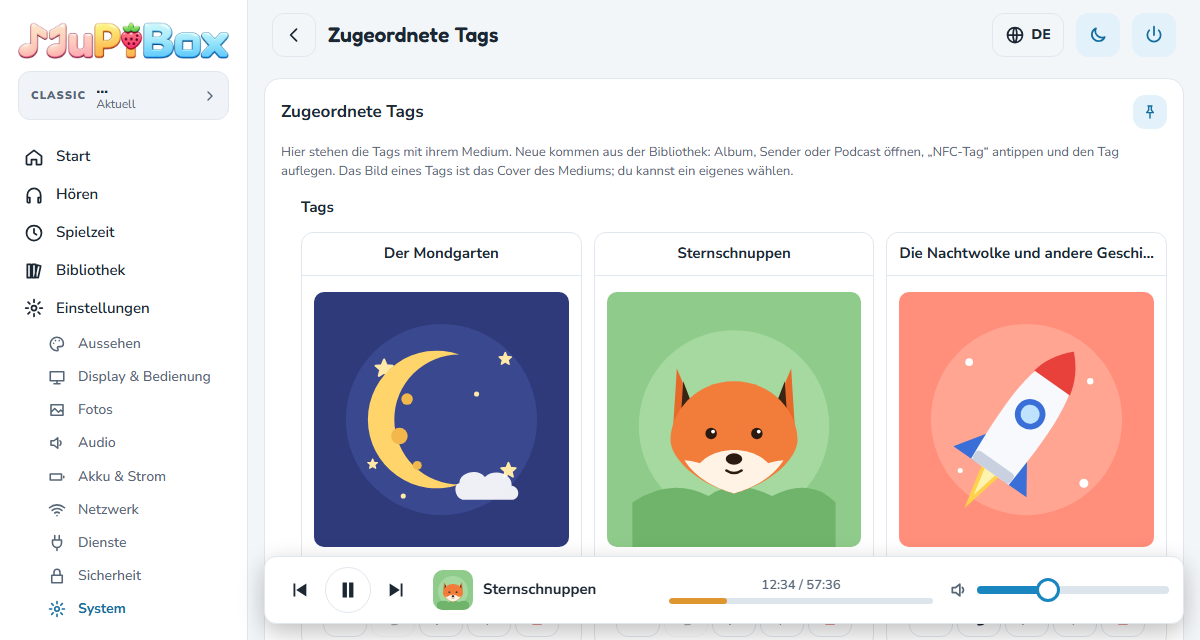 MuPiBox
CLASSIC
...
Aktuell
Start
Hören
Spielzeit
Bibliothek
Einstellungen
Aussehen
Display & Bedienung
Fotos
Audio
Akku & Strom
Netzwerk
Dienste
Sicherheit
System
Zugeordnete Tags
DE
Zugeordnete Tags
Hier stehen die Tags mit ihrem Medium. Neue kommen aus der Bibliothek: Album, Sender oder Podcast öffnen, „NFC-Tag“ antippen und den Tag
auflegen. Das Bild eines Tags ist das Cover des Mediums; du kannst ein eigenes wählen.
Tags
Der Mondgarten
Sternschnuppen
Die Nachtwolke und andere Geschi...
Sternschnuppen
12:34 / 57:36